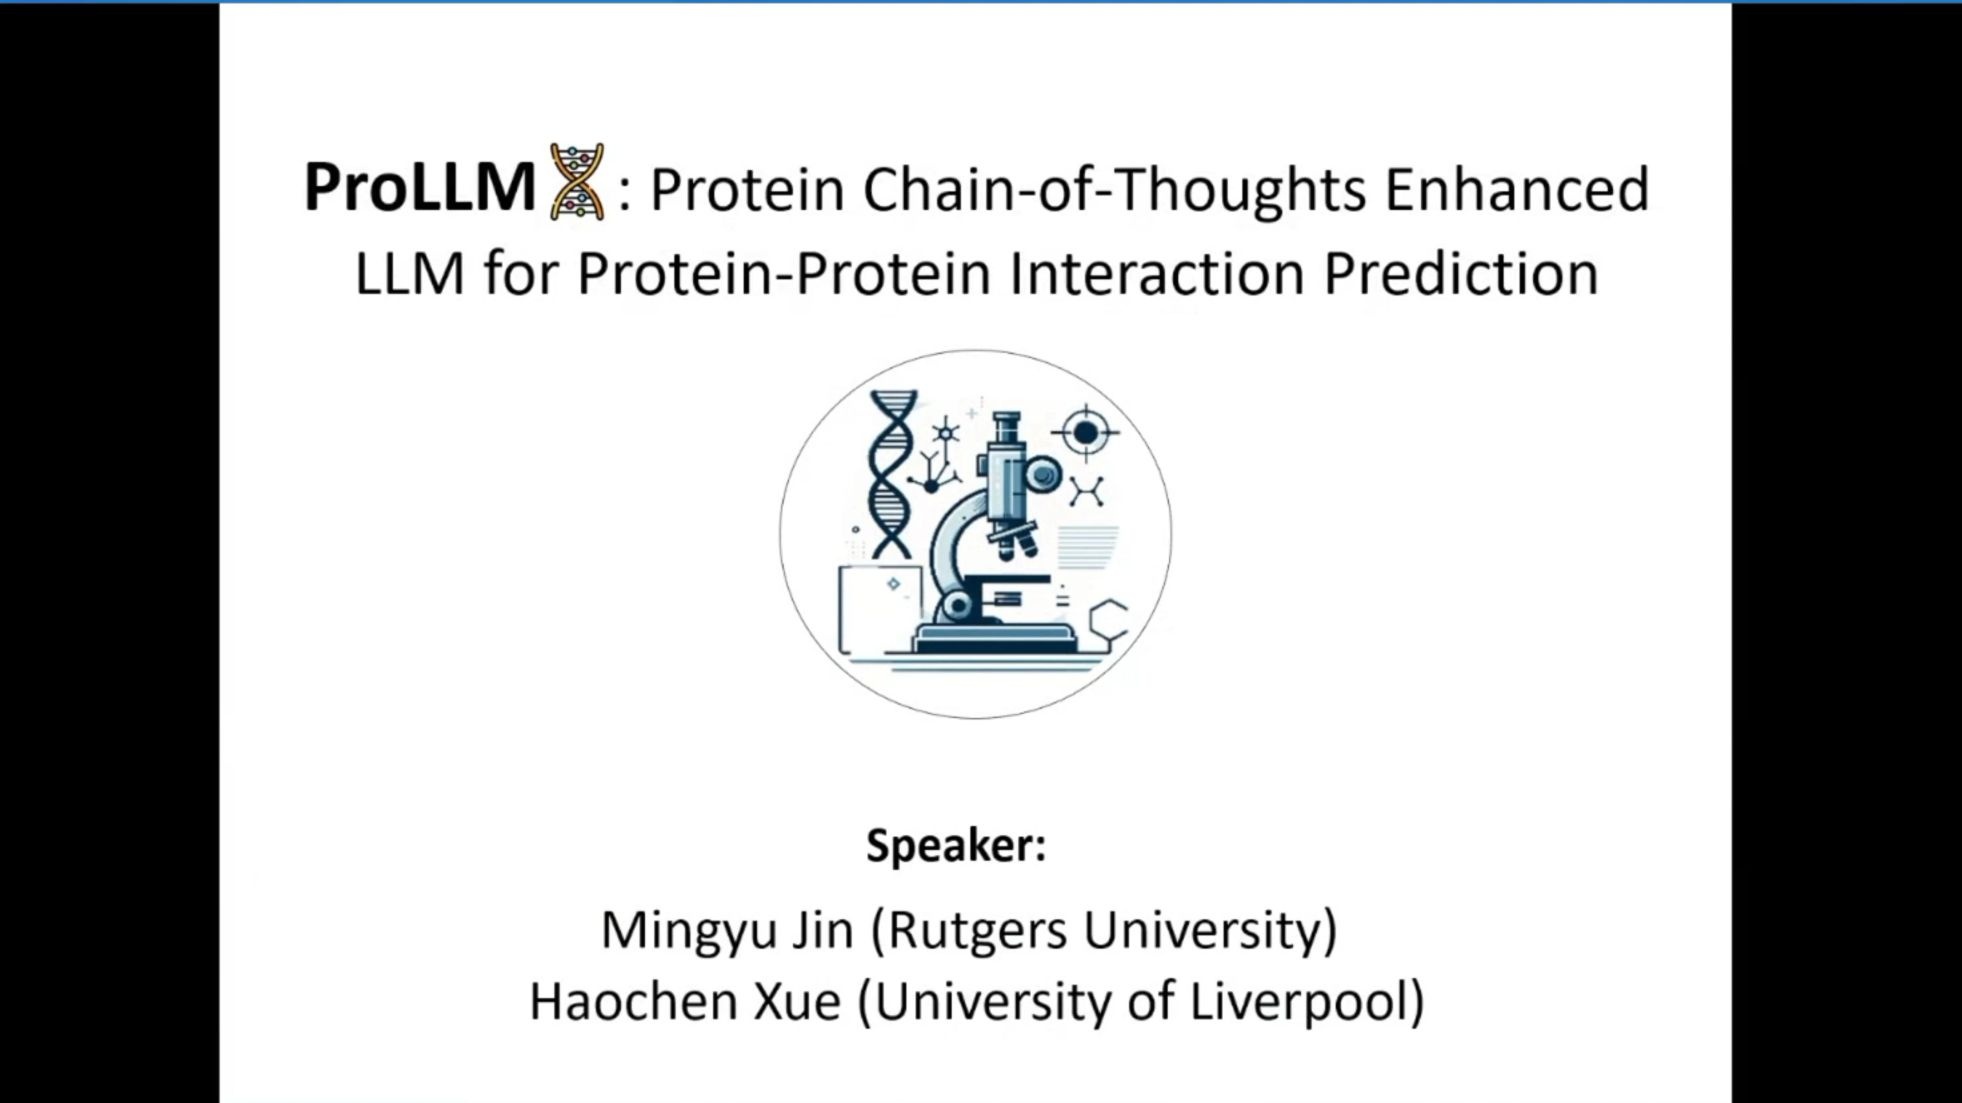 ProLLM: Protein Chain-of-Thoughts Enhanced
LLM for Protein-Protein Interaction Prediction
Speaker:
Mingyu Jin (Rutgers University)
Haochen Xue (University of Liverpool)